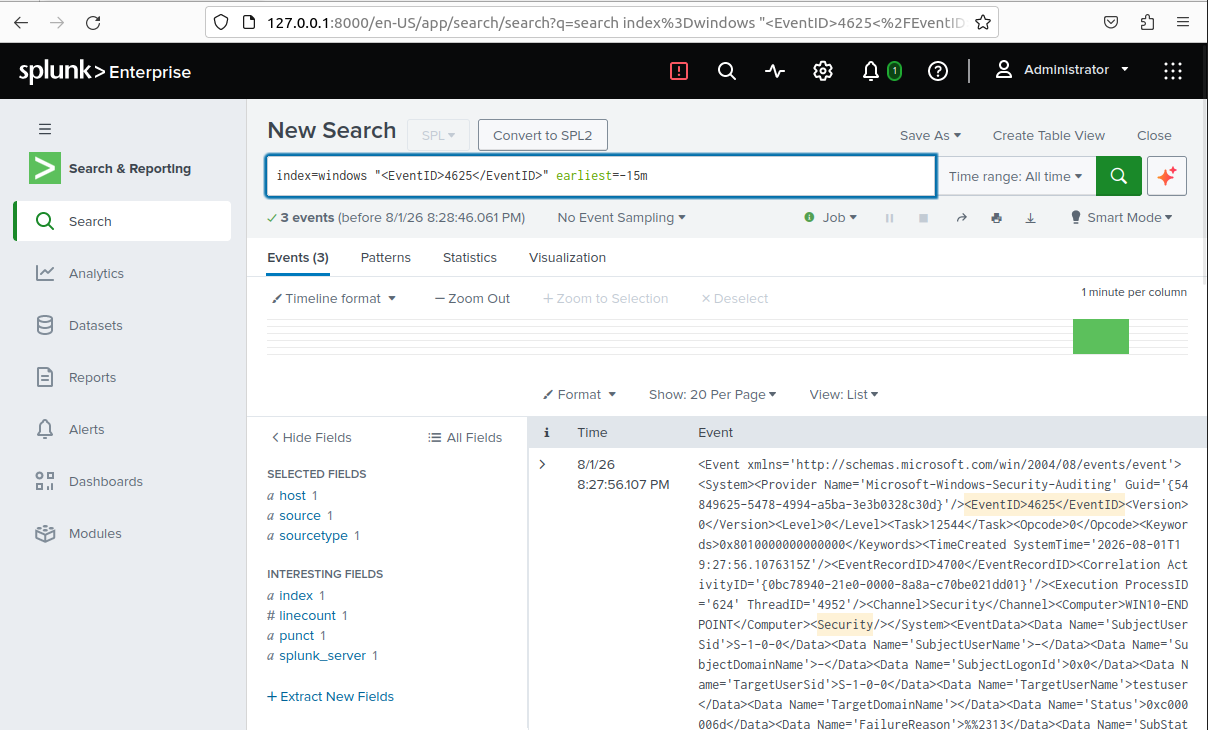 127.0.0.1:8000/en-US/app/search/search?q=search index%3Dwindows "<EventID>4625<%2FEventID
splunk> Enterprise
1
Administrator
Search & Reporting
Search
Analytics
Datasets
Reports
Alerts
Dashboards
Modules
New Search
SPL
Convert to SPL2
Save As
Create Table View
Close
index=windows "<EventID>4625</EventID>" earliest=-15m
Time range: All time
3 events (before 8/1/26 8:28:46.061 PM)
No Event Sampling
Job
Smart Mode
Events (3)
Patterns
Statistics
Visualization
Timeline format
Zoom Out
+ Zoom to Selection
× Deselect
1 minute per column
Format
Show: 20 Per Page
View: List
< Hide Fields
All Fields
SELECTED FIELDS
a host 1
a source 1
a sourcetype 1
INTERESTING FIELDS
a index 1
# linecount 1
a punct 1
a splunk_server 1
+ Extract New Fields
i
Time
Event
8/1/26
8:27:56.107 PM
<Event xmlns='http://schemas.microsoft.com/win/2004/08/events/event'>
<System><Provider Name='Microsoft-Windows-Security-Auditing' Guid='{54
849625-5478-4994-a5ba-3e3b0328c30d}'/><EventID>4625</EventID><Version>
0</Version><Level>0</Level><Task>12544</Task><Opcode>0</Opcode><Keywor
ds>0x8010000000000000</Keywords><TimeCreated SystemTime='2026-08-01T1
9:27:56.1076315Z'/><EventRecordID>4700</EventRecordID><Correlation Act
ivityID='{0bc78940-21e0-0000-8a8a-c70be021dd01}'/><Execution ProcessID
='624' ThreadID='4952'/><Channel>Security</Channel><Computer>WIN10-END
POINT</Computer><Security/></System><EventData><Data Name='SubjectUser
Sid'>S-1-0-0</Data><Data Name='SubjectUserName'>-</Data><Data Name='Su
bjectDomainName'>-</Data><Data Name='SubjectLogonId'>0x0</Data><Data N
ame='TargetUserSid'>S-1-0-0</Data><Data Name='TargetUserName'>testuser
</Data><Data Name='TargetDomainName'></Data><Data Name='Status'>0xc000
006d</Data><Data Name='FailureReason'>%%2313</Data><Data Name='SubStat